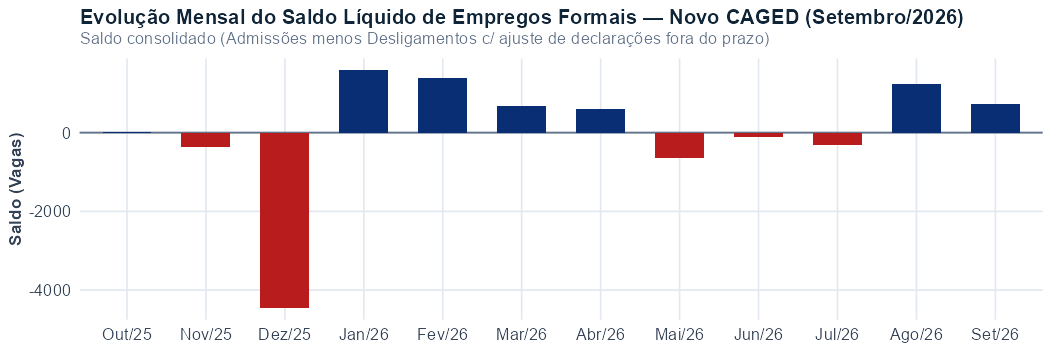 Evolução Mensal do Saldo Líquido de Empregos Formais — Novo CAGED (Setembro/2026)
Saldo consolidado (Admissões menos Desligamentos c/ ajuste de declarações fora do prazo)
Saldo (Vagas)
0
-2000
-4000
Out/25 Nov/25 Dez/25 Jan/26 Fev/26 Mar/26 Abr/26 Mai/26 Jun/26 Jul/26 Ago/26 Set/26